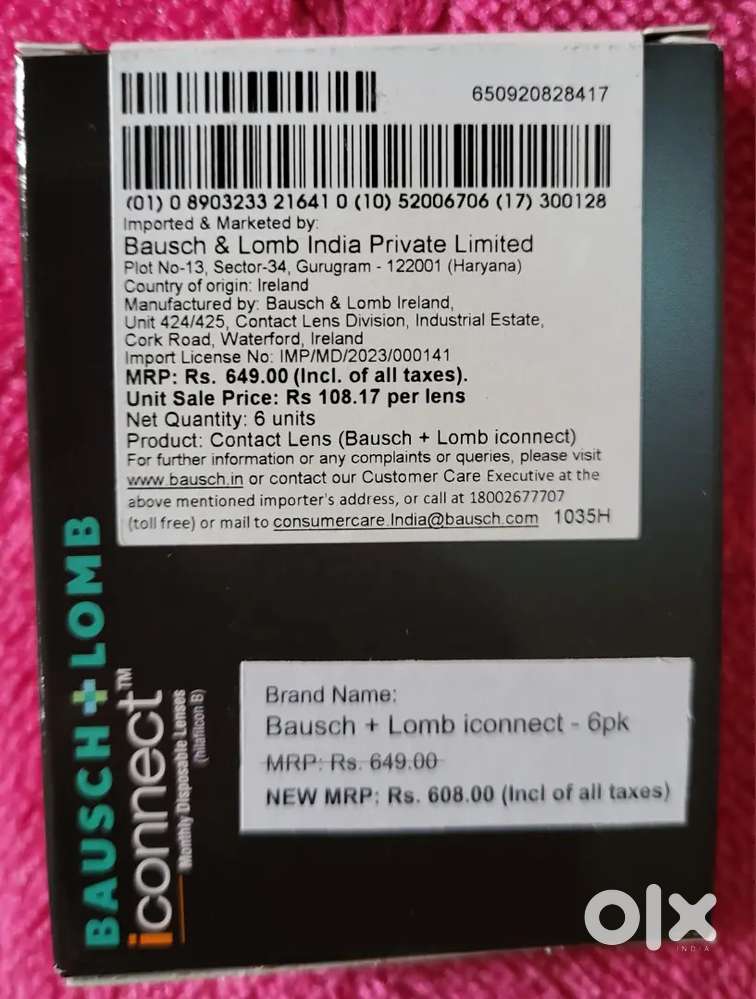 650920828417
(01) 0 8903233 21641 0 (10) 52006706 (17) 300128
Imported & Marketed by:
Bausch & Lomb India Private Limited
Plot No-13, Sector-34, Gurugram - 122001 (Haryana)
Country of origin: Ireland
Manufactured by: Bausch & Lomb Ireland,
Unit 424/425, Contact Lens Division, Industrial Estate,
Cork Road, Waterford, Ireland
Import License No: IMP/MD/2023/000141
MRP: Rs. 649.00 (Incl. of all taxes).
Unit Sale Price: Rs 108.17 per lens
Net Quantity: 6 units
Product: Contact Lens (Bausch + Lomb iconnect)
For further information or any complaints or queries, please visit
www.bausch.in or contact our Customer Care Executive at the
above mentioned importer's address, or call at 18002677707
(toll free) or mail to consumercare.India@bausch.com 1035H
BAUSCH + LOMB
iconnect™
Monthly Disposable Lenses
(hilafilcon B)
Brand Name:
Bausch + Lomb iconnect - 6pk
MRP: Rs. 649.00
NEW MRP: Rs. 608.00 (Incl of all taxes)
olx
INDIA